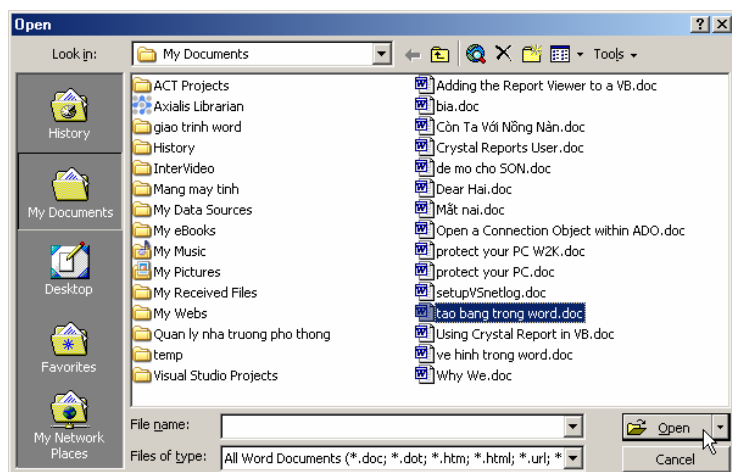 Open
Look in:
My Documents
Tools
History
My Documents
Desktop
Favorites
My Network
Places
ACT Projects
Axialis Librarian
giao trinh word
History
InterVideo
Mang may tinh
My Data Sources
My eBooks
My Music
My Pictures
My Received Files
My Webs
Quan ly nha truong pho thong
temp
Visual Studio Projects
Adding the Report Viewer to a VB.doc
bia.doc
Còn Ta Với Nồng Nàn.doc
Crystal Reports User.doc
de mo cho SON.doc
Dear Hai.doc
Mắt nai.doc
Open a Connection Object within ADO.doc
protect your PC W2K.doc
protect your PC.doc
setupVSnetlog.doc
tao bang trong word.doc
Using Crystal Report in VB.doc
ve hinh trong word.doc
Why We.doc
File name:
Open
Files of type:
All Word Documents (*.doc; *.dot; *.htm; *.html; *.url; *
Cancel